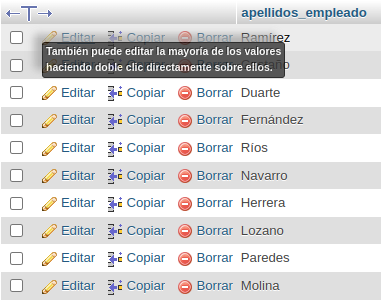 apellidos_empleado
Editar Copiar Borrar Ramírez
También puede editar la mayoría de los valores
haciendo doble clic directamente sobre ellos.
Editar Copiar Borrar Duarte
Editar Copiar Borrar Fernández
Editar Copiar Borrar Ríos
Editar Copiar Borrar Navarro
Editar Copiar Borrar Herrera
Editar Copiar Borrar Lozano
Editar Copiar Borrar Paredes
Editar Copiar Borrar Molina